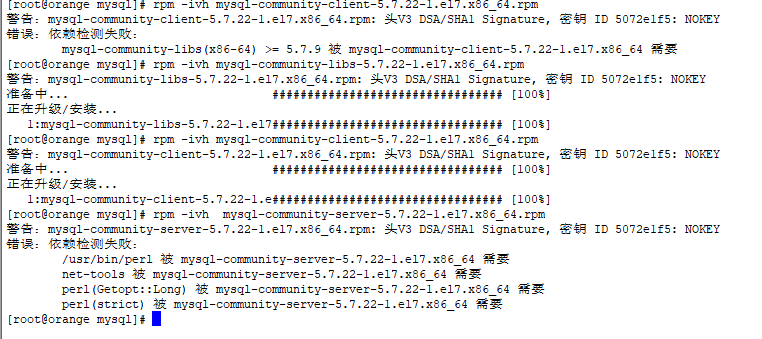 [root@orange mysql]# rpm -ivh mysql-community-client-5.7.22-1.el7.x86_64.rpm
警告：mysql-community-client-5.7.22-1.el7.x86_64.rpm: 头V3 DSA/SHA1 Signature, 密钥 ID 5072e1f5: NOKEY
错误：依赖检测失败：
mysql-community-libs(x86-64) >= 5.7.9 被 mysql-community-client-5.7.22-1.el7.x86_64 需要
[root@orange mysql]# rpm -ivh mysql-community-libs-5.7.22-1.el7.x86_64.rpm
警告：mysql-community-libs-5.7.22-1.el7.x86_64.rpm: 头V3 DSA/SHA1 Signature, 密钥 ID 5072e1f5: NOKEY
准备中... ################################# [100%]
正在升级/安装...
1:mysql-community-libs-5.7.22-1.el7################################# [100%]
[root@orange mysql]# rpm -ivh mysql-community-client-5.7.22-1.el7.x86_64.rpm
警告：mysql-community-client-5.7.22-1.el7.x86_64.rpm: 头V3 DSA/SHA1 Signature, 密钥 ID 5072e1f5: NOKEY
准备中... ################################# [100%]
正在升级/安装...
1:mysql-community-client-5.7.22-1.e################################# [100%]
[root@orange mysql]# rpm -ivh  mysql-community-server-5.7.22-1.el7.x86_64.rpm
警告：mysql-community-server-5.7.22-1.el7.x86_64.rpm: 头V3 DSA/SHA1 Signature, 密钥 ID 5072e1f5: NOKEY
错误：依赖检测失败：
/usr/bin/perl 被 mysql-community-server-5.7.22-1.el7.x86_64 需要
net-tools 被 mysql-community-server-5.7.22-1.el7.x86_64 需要
perl(Getopt::Long) 被 mysql-community-server-5.7.22-1.el7.x86_64 需要
perl(strict) 被 mysql-community-server-5.7.22-1.el7.x86_64 需要
[root@orange mysql]#